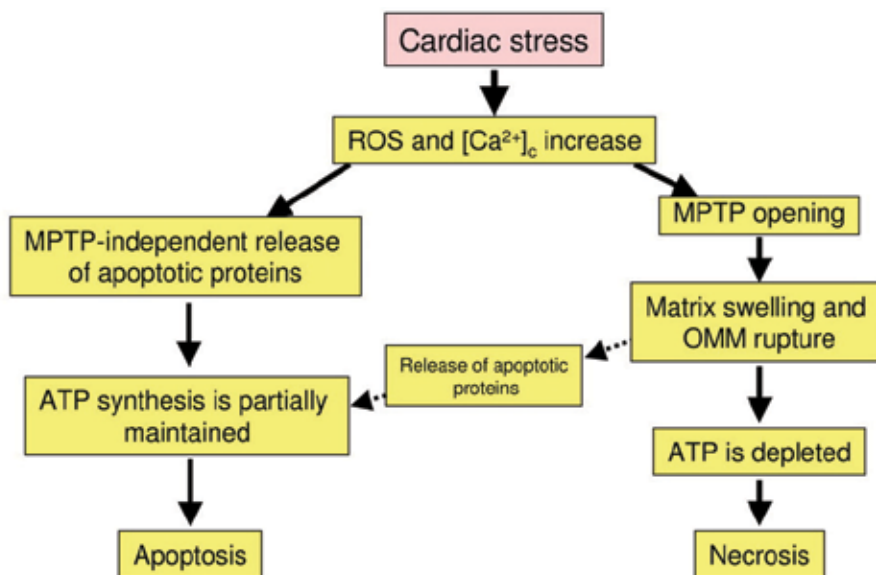 Cardiac stress
ROS and [Ca²⁺]c increase
MPTP-independent release
of apoptotic proteins
MPTP opening
Matrix swelling and
OMM rupture
Release of apoptotic
proteins
ATP synthesis is partially
maintained
ATP is depleted
Apoptosis
Necrosis